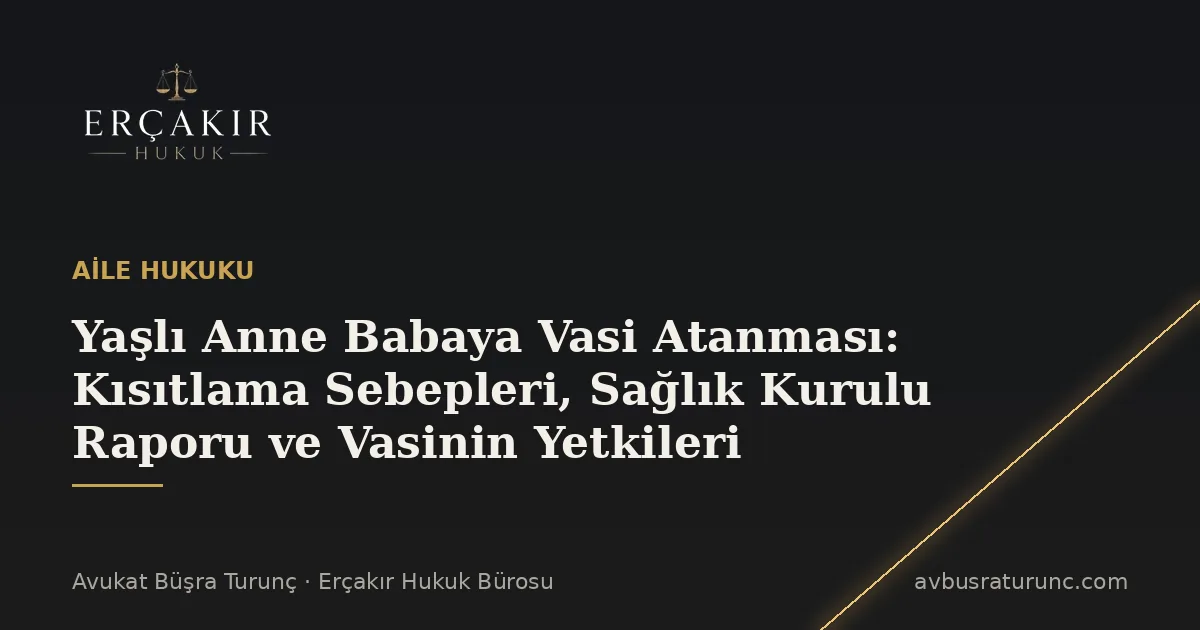 ERÇAKIR
HUKUK
AİLE HUKUKU
Yaşlı Anne Babaya Vasi Atanması:
Kısıtlama Sebepleri, Sağlık Kurulu
Raporu ve Vasinin Yetkileri
Avukat Büşra Turunç · Erçakır Hukuk Bürosu
avbusraturunc.com